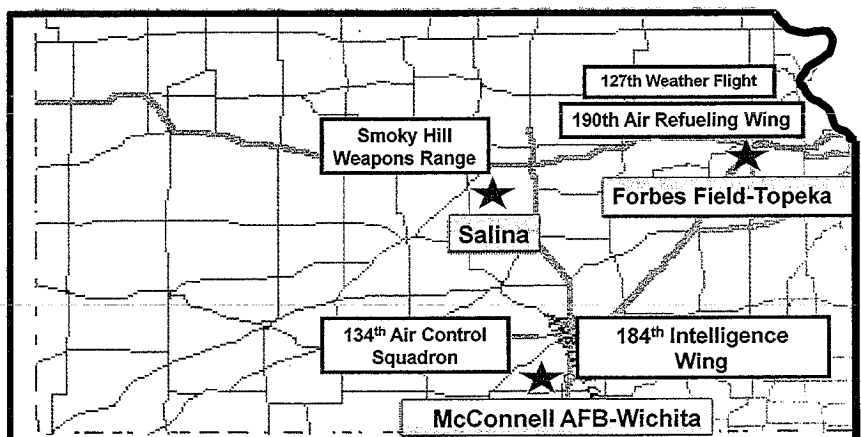 127th Weather Flight
190th Air Refueling Wing
Smoky Hill
Weapons Range
Forbes Field-Topeka
Salina
134th Air Control
Squadron
184th Intelligence
Wing
McConnell AFB-Wichita